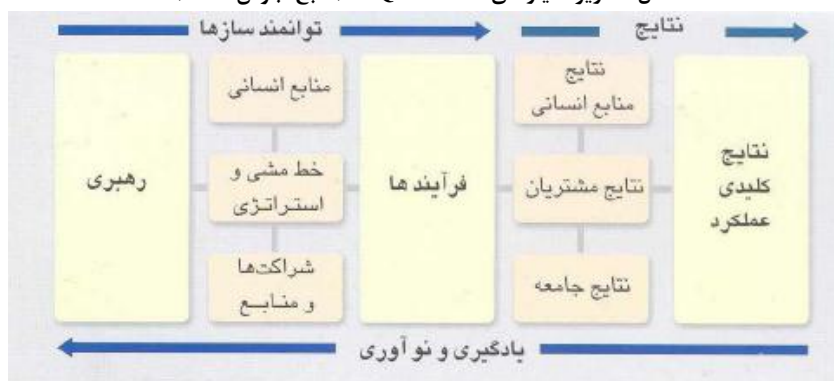 توانمند سازها
نتایج
رهبری
منابع انسانی
خط مشی و
استراتژی
شراکت‌ها
و منابع
فرآیند ها
نتایج
منابع انسانی
نتایج مشتریان
نتایج جامعه
نتایج
کلیدی
عملکرد
یادگیری و نو آوری